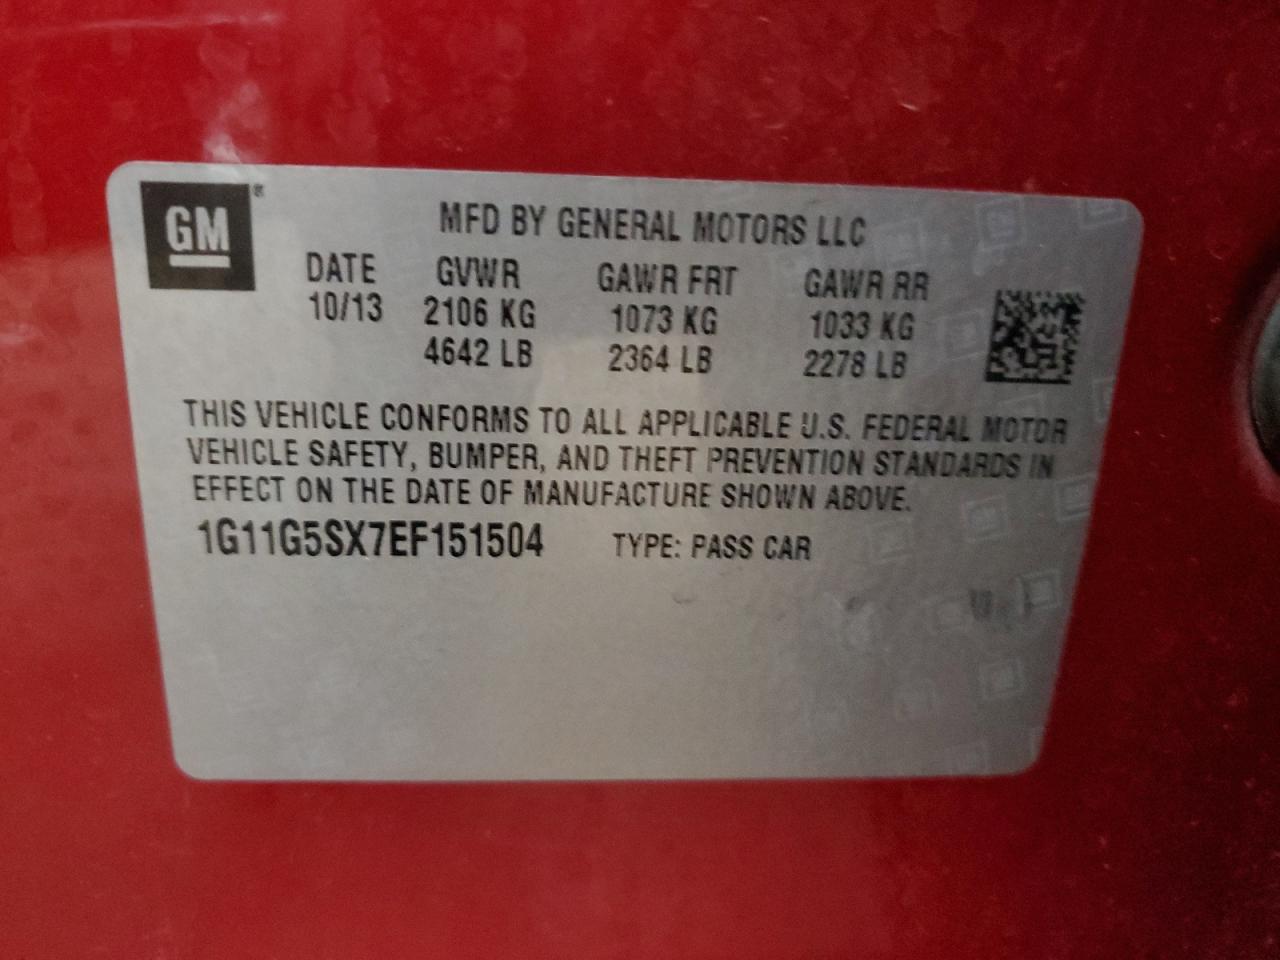 GM®
MFD BY GENERAL MOTORS LLC
DATE GVWR GAWR FRT GAWR RR
10/13 2106 KG 1073 KG 1033 KG
4642 LB 2364 LB 2278 LB
THIS VEHICLE CONFORMS TO ALL APPLICABLE U.S. FEDERAL MOTOR
VEHICLE SAFETY, BUMPER, AND THEFT PREVENTION STANDARDS IN
EFFECT ON THE DATE OF MANUFACTURE SHOWN ABOVE.
1G11G5SX7EF151504 TYPE: PASS CAR